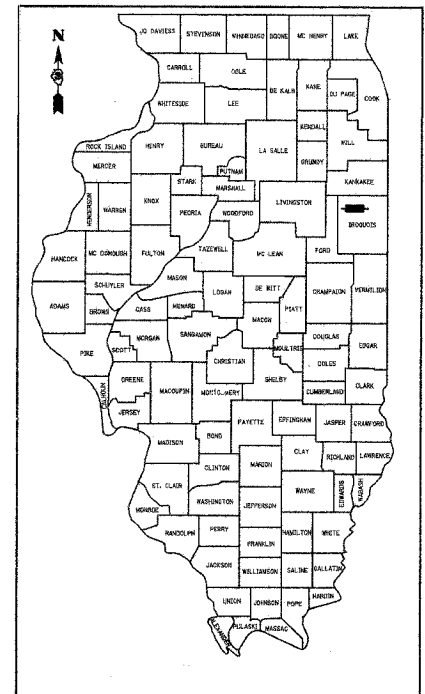 N
JO DAVIESS STEVENSON WINNEBAGO BOONE MC HENRY LAKE
CARROLL OGLE
DE KALB KANE DU PAGE COOK
WHITESIDE LEE
KENDALL WILL
ROCK ISLAND HENRY BUREAU LA SALLE GRUNDY
MERCER PUTNAM
KANKAKEE
STARK MARSHALL LIVINGSTON
HENDERSON WARREN KNOX PEORIA WOODFORD IROQUOIS
HANCOCK MC DONOUGH FULTON TAZEWELL MC LEAN FORD
MASON
SCHUYLER LOGAN DE WITT CHAMPAIGN VERMILION
ADAMS BROWN CASS MENARD MACON PIATT
MORGAN SANGAMON
DOUGLAS EDGAR
PIKE SCOTT CHRISTIAN MOULTRIE
COLES
GREENE MACOUPIN SHELBY CUMBERLAND CLARK
CALHOUN JERSEY MONTGOMERY
FAYETTE EFFINGHAM JASPER CRAWFORD
MADISON BOND
CLAY RICHLAND LAWRENCE
CLINTON MARION
ST. CLAIR WAYNE EDWARDS WABASH
WASHINGTON JEFFERSON
MONROE
RANDOLPH PERRY HAMILTON WHITE
FRANKLIN
JACKSON WILLIAMSON SALINE GALLATIN
HARDIN
UNION JOHNSON POPE
ALEXANDER PULASKI MASSAC